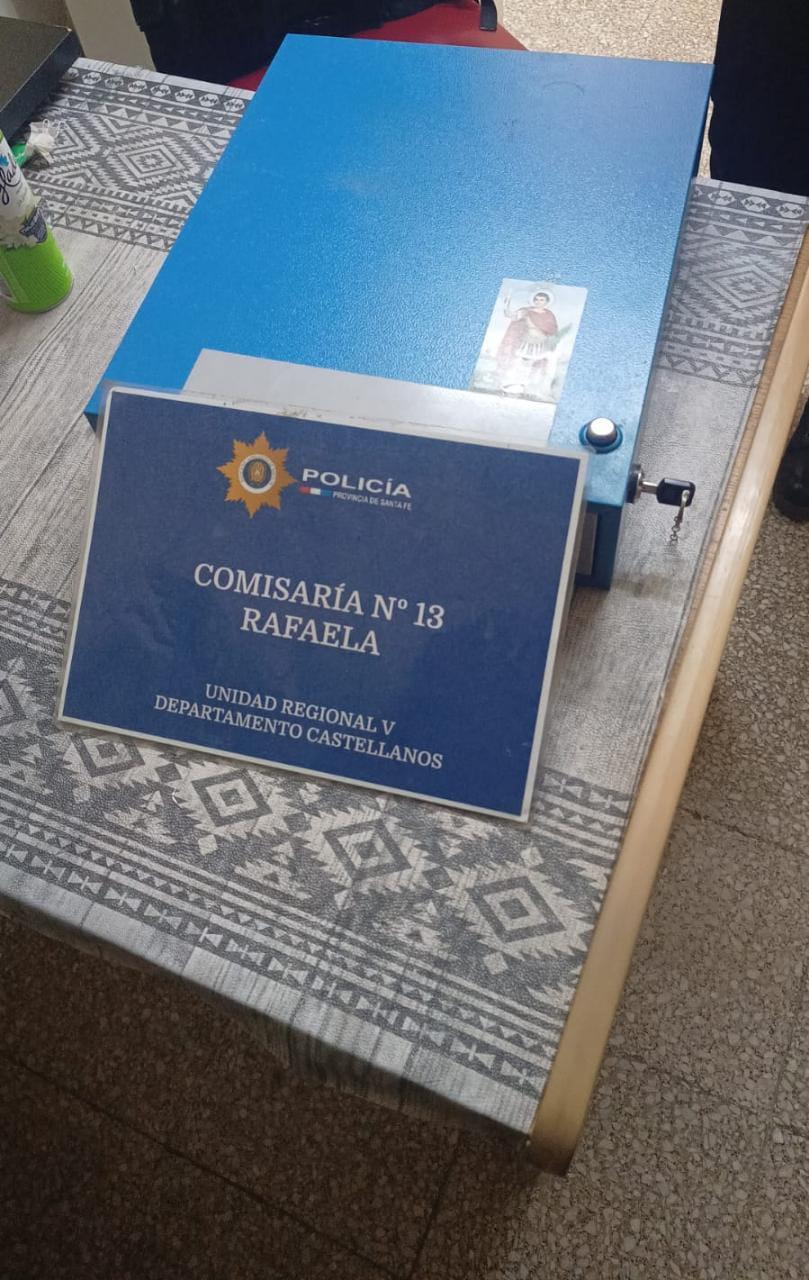 POLICÍA
PROVINCIA DE SANTA FE
COMISARÍA Nº 13
RAFAELA
UNIDAD REGIONAL V
DEPARTAMENTO CASTELLANOS